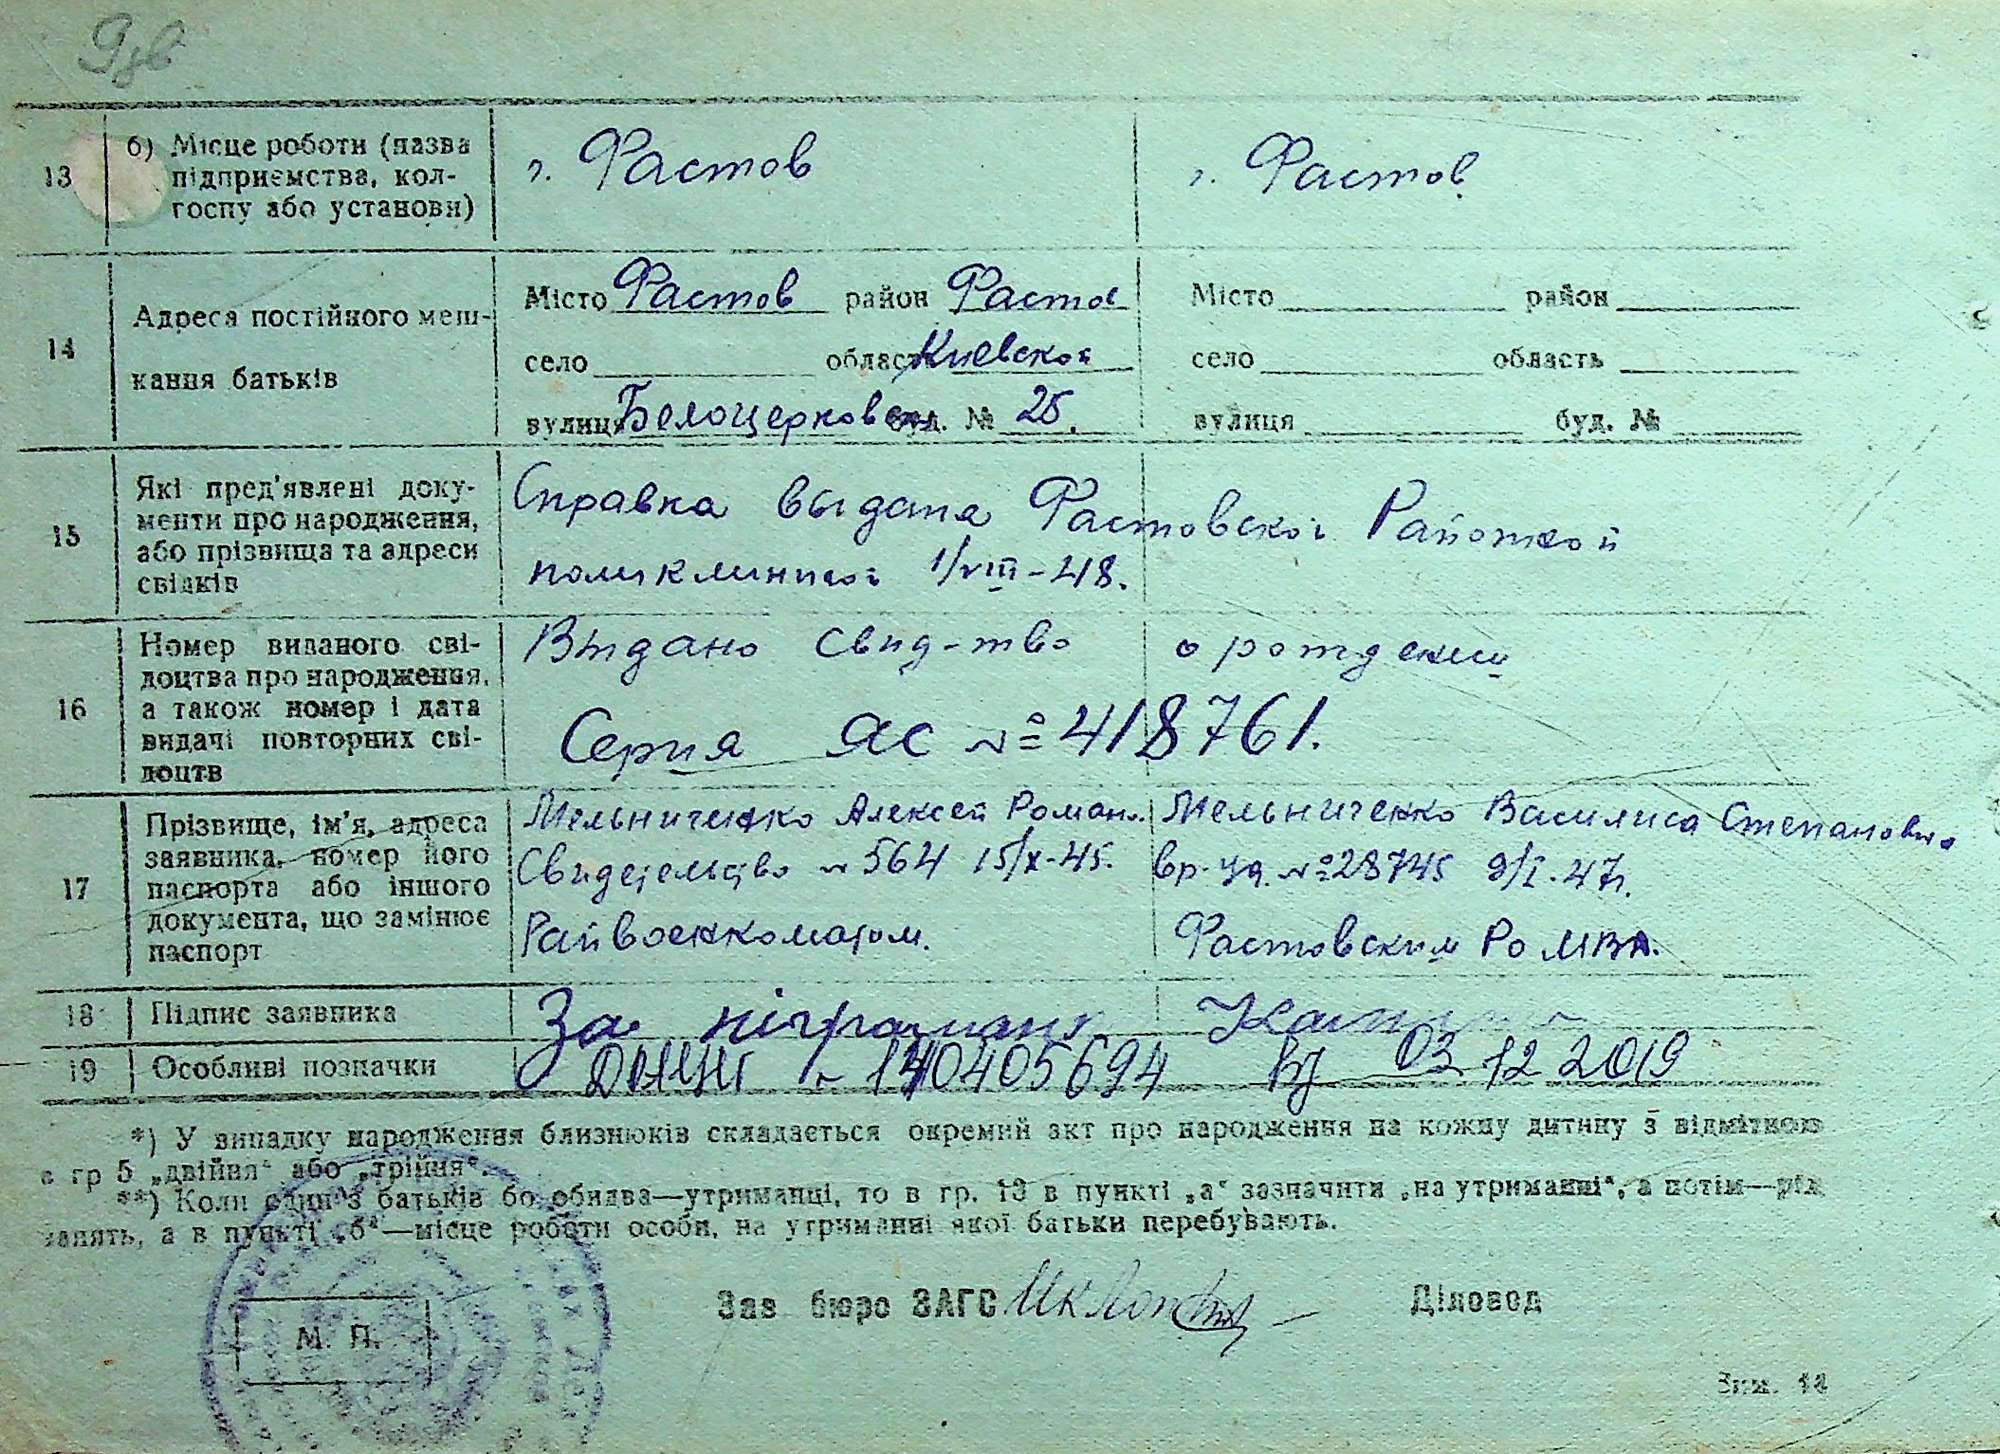 13 б) Місце роботи (назва підприємства, колгоспу або установи)
г. Фастов г. Фастов
14 Адреса постійного мешкання батьків
Місто Фастов район Фастов Місто район
село область Киевской село область
вулиця Белоцерковск буд. № 25. вулиця буд. №
15 Які пред'явлені документи про народження, або прізвища та адреси свідків
Справка выдана Фастовской Районной
поликлиникой 1/VIII-48.
16 Номер виданого свідоцтва про народження, а також номер і дата видачі повторних свідоцтв
Выдано свид-тво о рождении
Серия ЯС № 418761.
17 Прізвище, ім'я, адреса заявника, номер його паспорта або іншого документа, що замінює паспорт
Мельниченко Алексей Роман. Мельниченко Василиса Степановна
Свидетельство № 564 15/X-45. вр. уд. № 28745 9/I-47г.
Райвоенкоматом. Фастовским РО МВД.
18 Підпис заявника
За
19 Особливі позначки
03 12 2019
*) У випадку народження близнюків складається окремий акт про народження на кожну дитину з відміткою
в гр 5 „двійня“ або „трійня“.
**) Коли один з батьків бо обидва—утриманці, то в гр. 13 в пункті „а“ зазначити „на утриманні“, а потім—рід
занять, а в пункті „б“—місце роботи особи, на утриманні якої батьки перебувають.
Зав бюро ЗАГС Діловод
М. П.